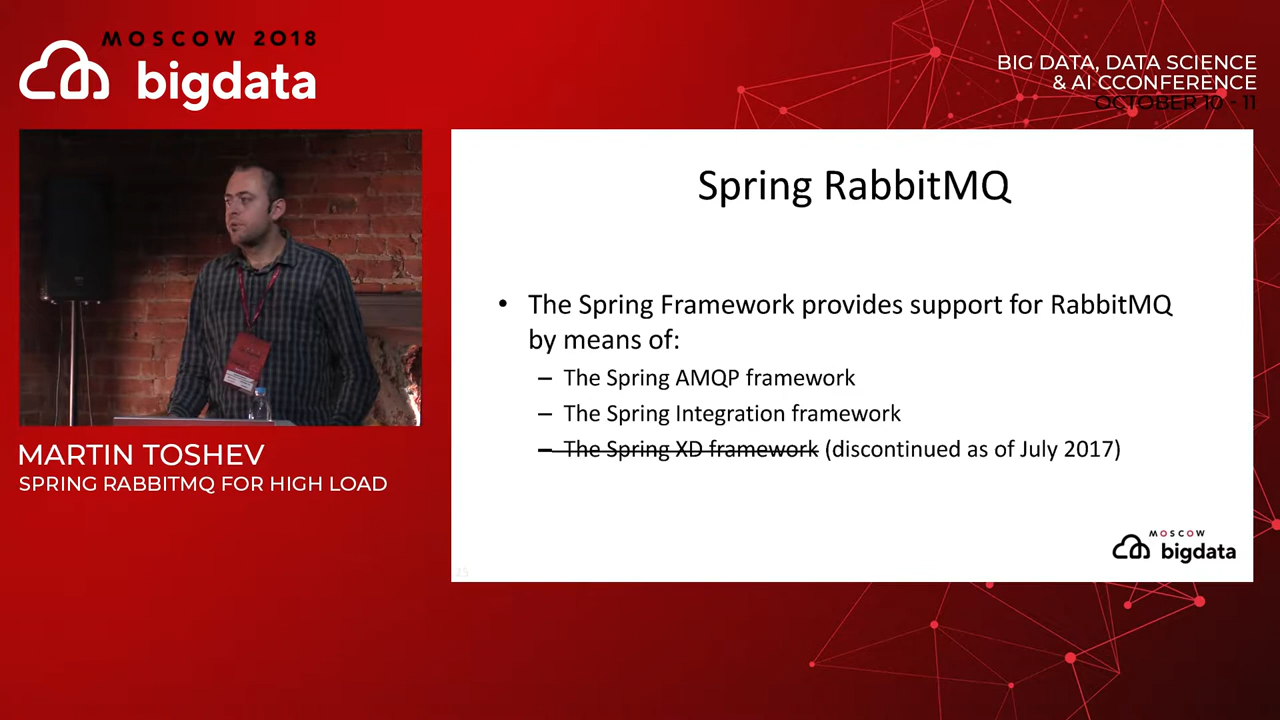 MOSCOW 2018
bigdata
BIG DATA, DATA SCIENCE
& AI CCONFERENCE
OCTOBER 10 - 11
Spring RabbitMQ
• The Spring Framework provides support for RabbitMQ
by means of:
– The Spring AMQP framework
– The Spring Integration framework
– The Spring XD framework (discontinued as of July 2017)
MOSCOW
bigdata
25
MARTIN TOSHEV
SPRING RABBITMQ FOR HIGH LOAD